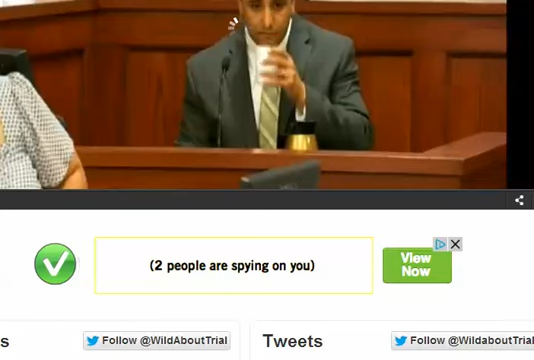 (2 people are spying on you)
View
Now
s
Follow @WildAboutTrial
Tweets
Follow @WildaboutTrial